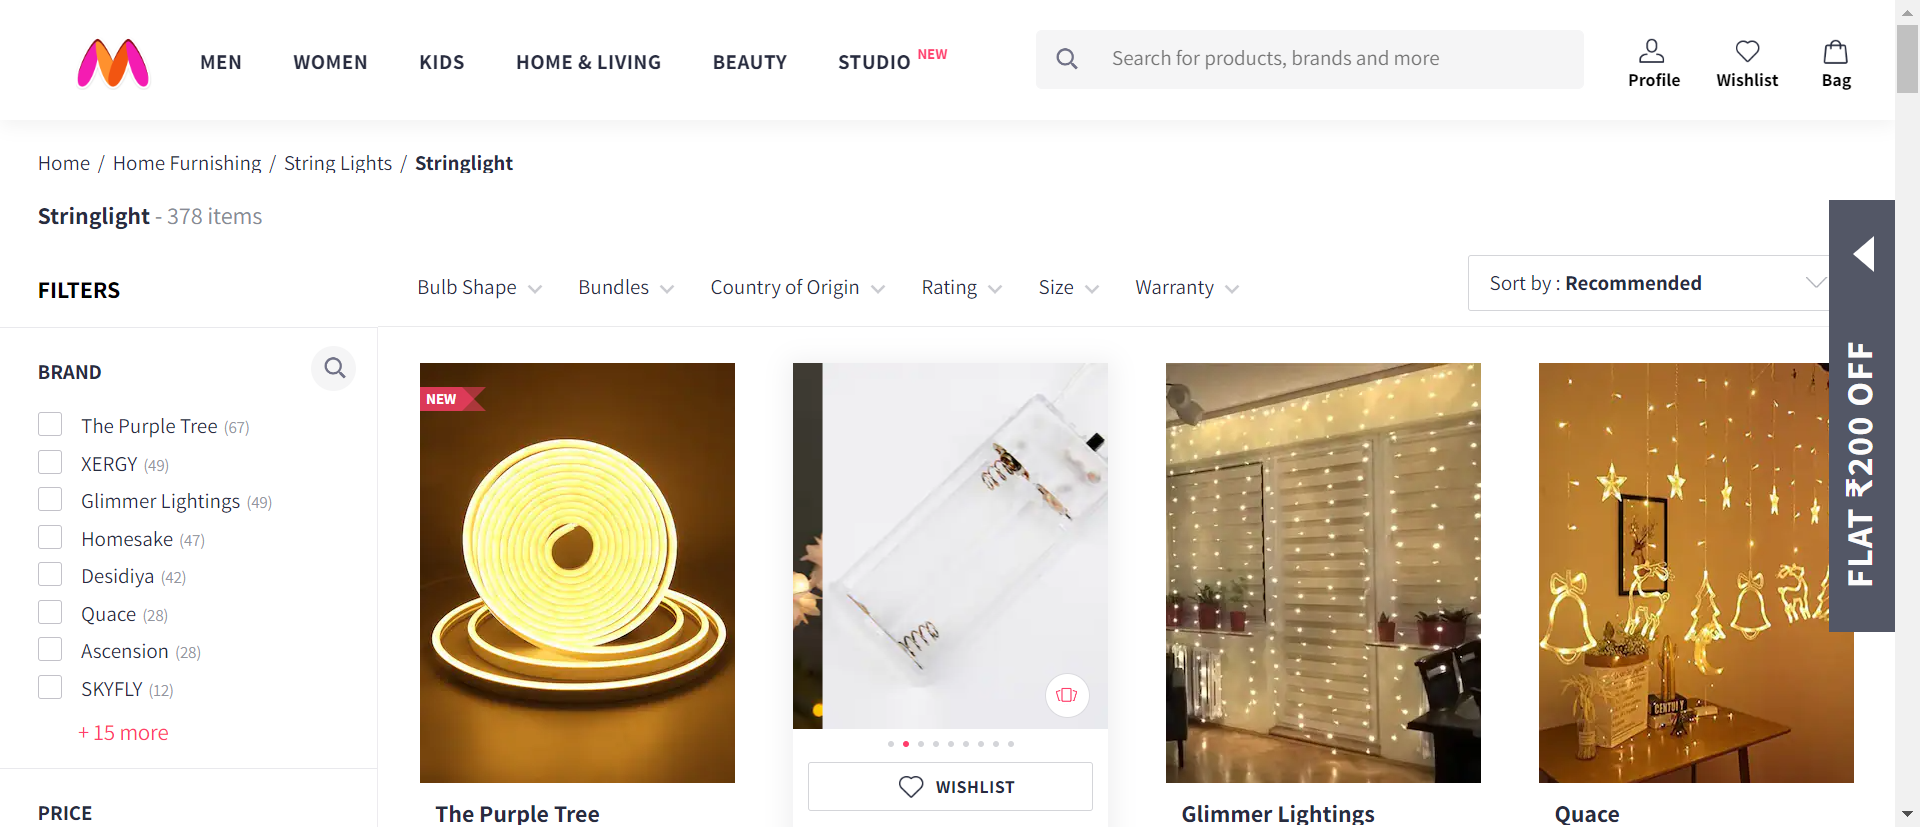 MEN WOMEN KIDS HOME & LIVING BEAUTY STUDIO NEW
Search for products, brands and more
Profile Wishlist Bag
Home / Home Furnishing / String Lights / Stringlight
Stringlight - 378 items
FILTERS
Bulb Shape Bundles Country of Origin Rating Size Warranty
Sort by : Recommended
FLAT ₹200 OFF
BRAND
The Purple Tree (67)
XERGY (49)
Glimmer Lightings (49)
Homesake (47)
Desidiya (42)
Quace (28)
Ascension (28)
SKYFLY (12)
+ 15 more
PRICE
NEW
The Purple Tree
WISHLIST
Glimmer Lightings
Quace